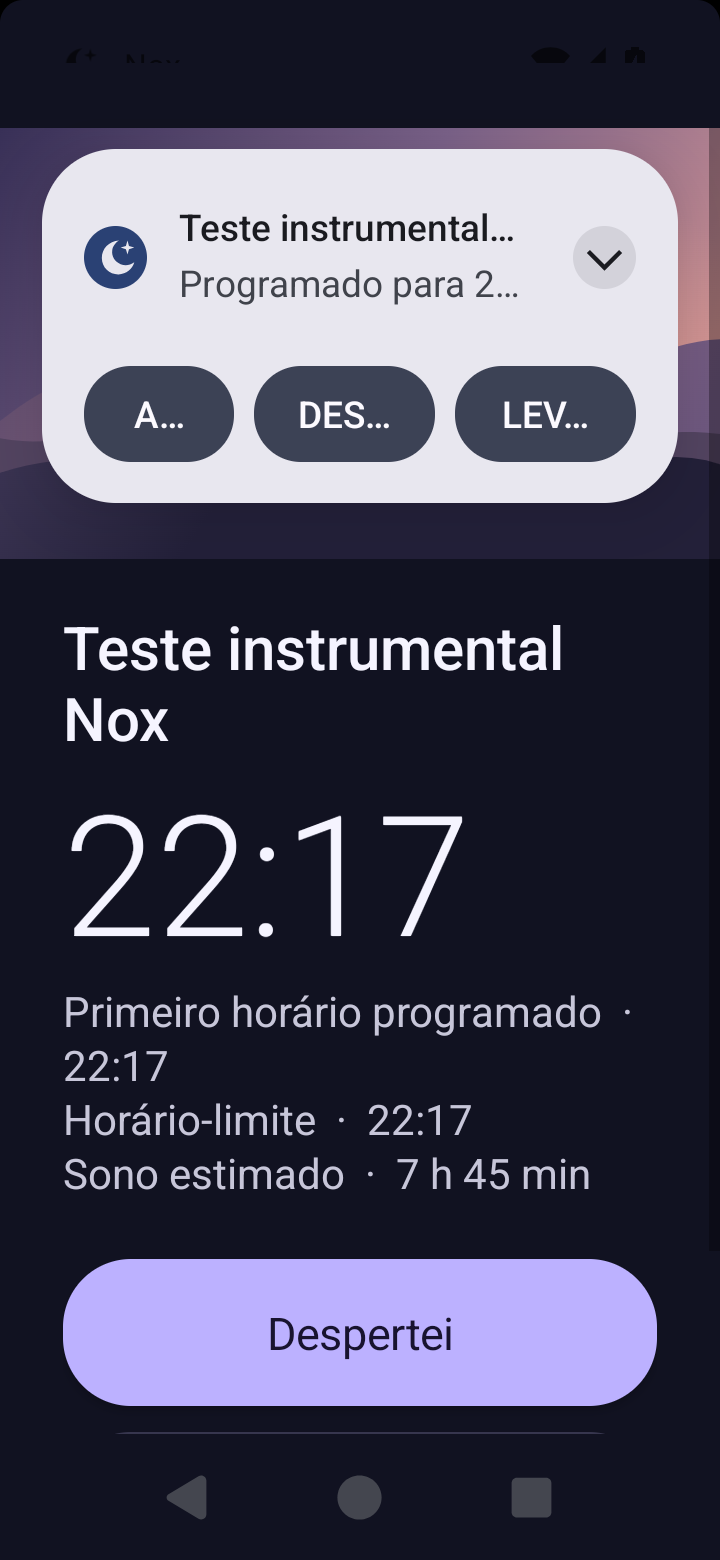 Nox
Teste instrumental…
Programado para 2…
A… DES… LEV…
Teste instrumental
Nox
22:17
Primeiro horário programado ·
22:17
Horário-limite · 22:17
Sono estimado · 7 h 45 min
Despertei